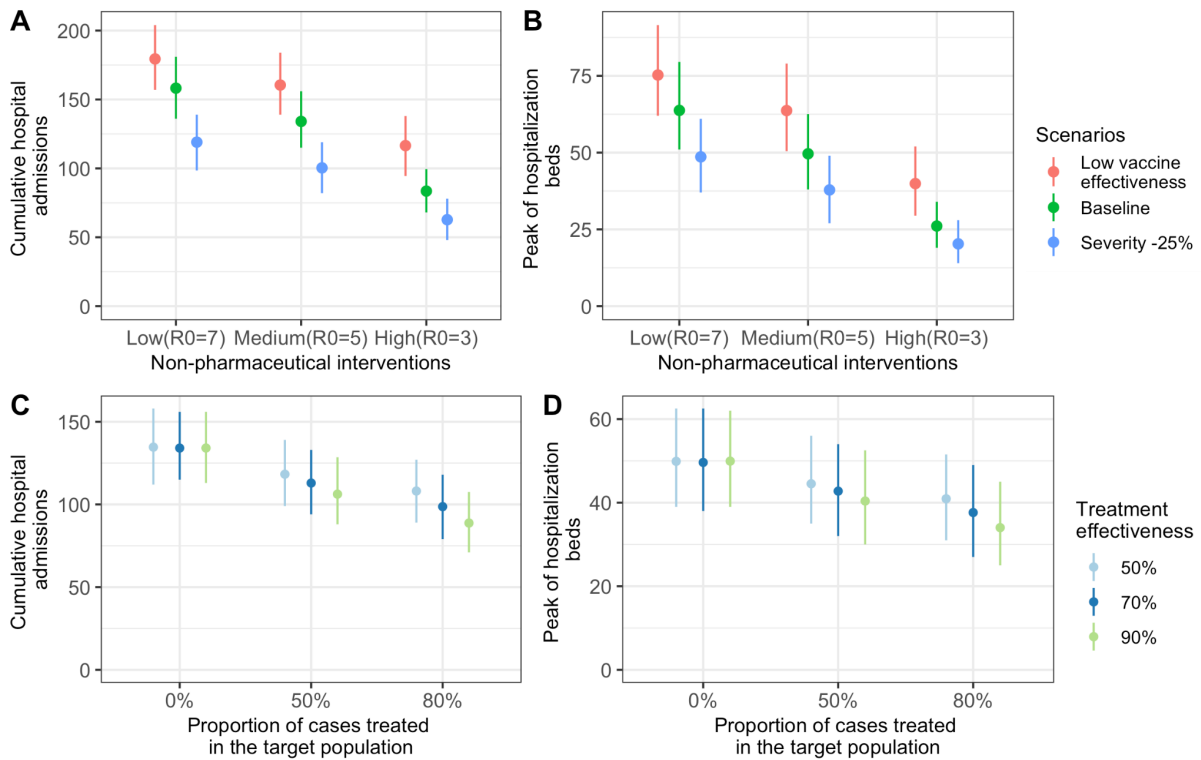 A
Cumulative hospital
admissions
200
150
100
50
0
Low(R0=7)
Medium(R0=5)
High(R0=3)
Non-pharmaceutical interventions
B
Peak of hospitalization
beds
75
50
25
0
Low(R0=7)
Medium(R0=5)
High(R0=3)
Non-pharmaceutical interventions
Scenarios
Low vaccine
effectiveness
Baseline
Severity -25%
C
Cumulative hospital
admissions
150
100
50
0
0%
50%
80%
Proportion of cases treated
in the target population
D
Peak of hospitalization
beds
60
40
20
0
0%
50%
80%
Proportion of cases treated
in the target population
Treatment
effectiveness
50%
70%
90%